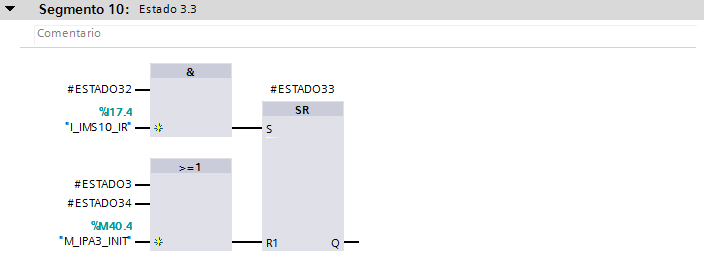 Segmento 10: Estado 3.3
Comentario
&
#ESTADO32
#ESTADO33
SR
%I17.4
"I_IMS10_IR"
S
>=1
#ESTADO3
#ESTADO34
%M40.4
"M_IPA3_INIT"
R1 Q